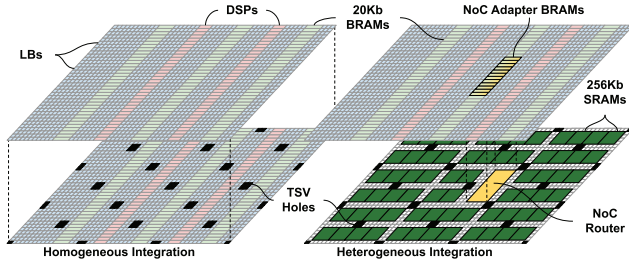 DSPs
20Kb
BRAMs
NoC Adapter BRAMs
LBs
256Kb
SRAMs
TSV
Holes
NoC
Router
Homogeneous Integration
Heterogeneous Integration